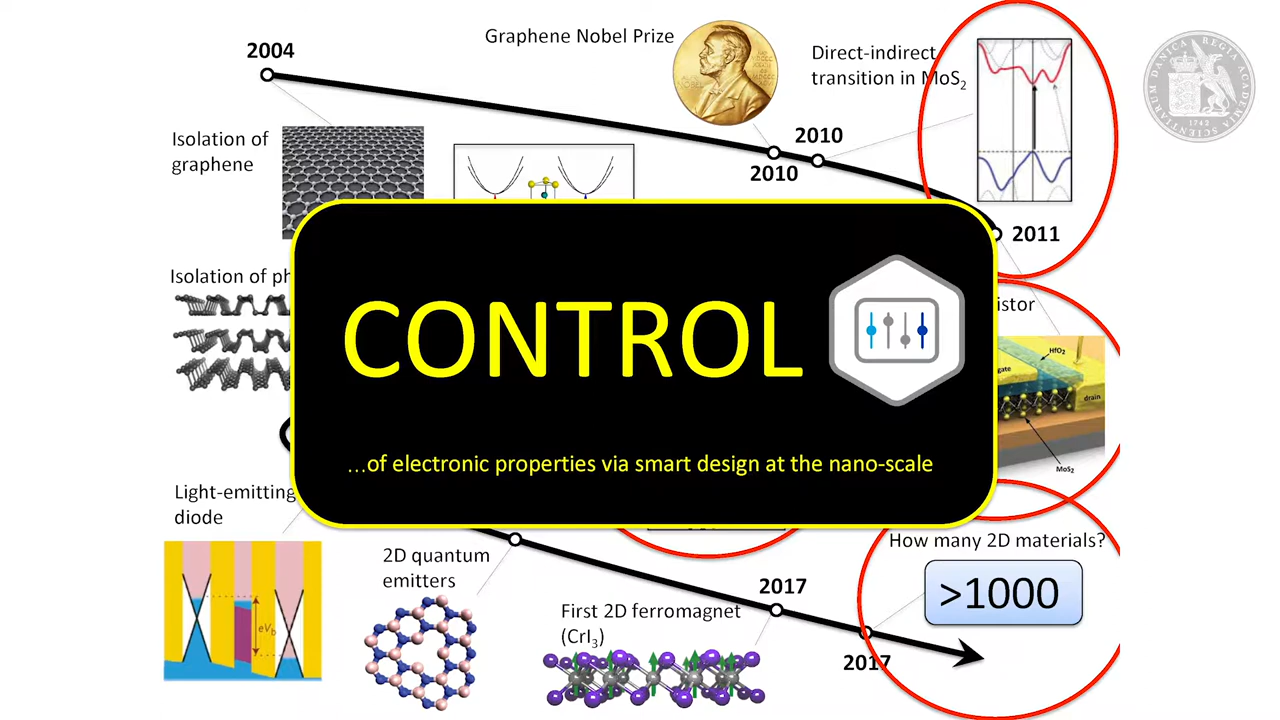 2004
Graphene Nobel Prize
Direct-indirect
transition in MoS₂
2010
2010
2011
Isolation of
graphene
Isolation of ph
istor
HfO₂
gate
drain
MoS₂
CONTROL
...of electronic properties via smart design at the nano-scale
Light-emitting
diode
eVb
2D quantum
emitters
First 2D ferromagnet
(CrI₃)
2017
How many 2D materials?
>1000
2017
1742